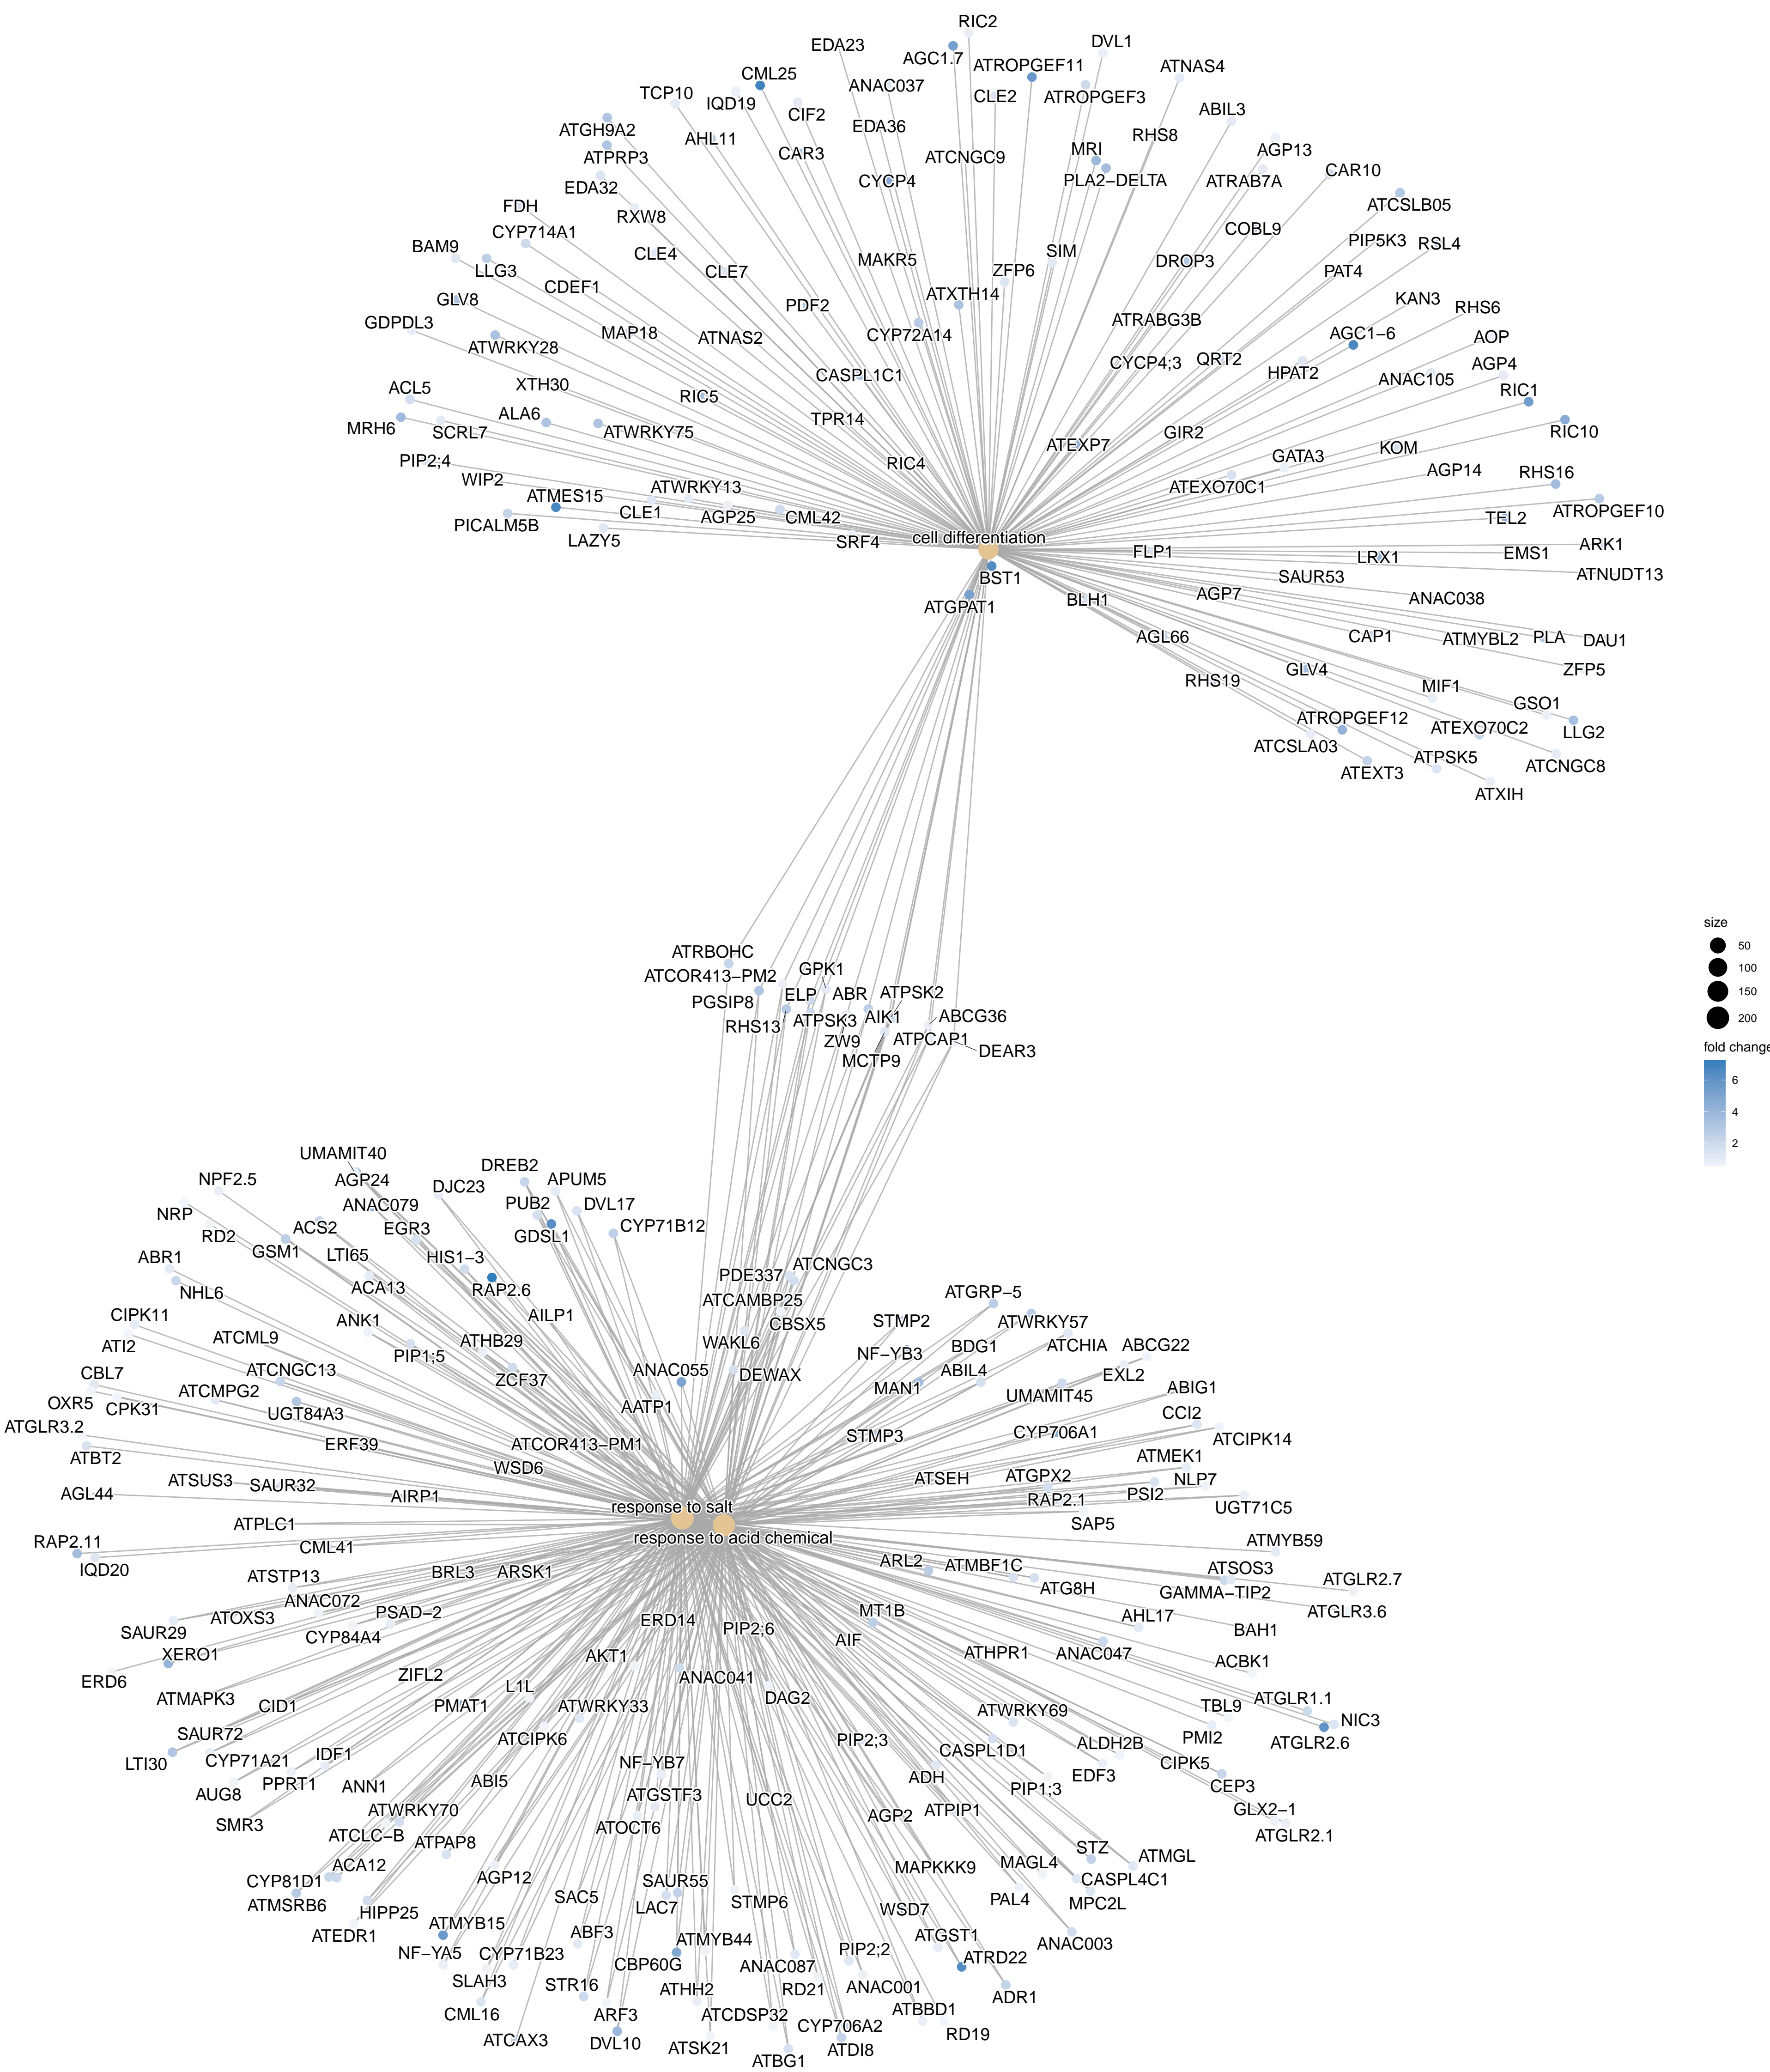 RIC2
EDA23
DVL1
AGC1.7
ATROPGEF11
ATNAS4
CML25
ANAC037
TCP10
IQD19
CLE2
ATROPGEF3
CIF2
ABIL3
ATGH9A2
AHL11
EDA36
RHS8
ATPRP3
CAR3
ATCNGC9
MRI
AGP13
CAR10
EDA32
CYCP4
PLA2−DELTA
ATRAB7A
FDH
RXW8
ATCSLB05
CYP714A1
COBL9
BAM9
CLE4
PIP5K3
RSL4
LLG3
CLE7
MAKR5
SIM
DROP3
ZFP6
PAT4
CDEF1
GLV8
PDF2
ATXTH14
KAN3
RHS6
GDPDL3
MAP18
ATNAS2
CYP72A14
ATRABG3B
AGC1−6
AOP
ATWRKY28
CYCP4;3
QRT2
HPAT2
ANAC105
AGP4
ACL5
XTH30
RIC5
CASPL1C1
RIC1
MRH6
SCRL7
ALA6
ATWRKY75
TPR14
ATEXP7
GIR2
RIC10
PIP2;4
RIC4
GATA3
KOM
WIP2
ATWRKY13
ATEXO70C1
AGP14
RHS16
ATMES15
CLE1
AGP25
CML42
PICALM5B
TEL2
ATROPGEF10
LAZY5
SRF4
cell differentiation
FLP1
LRX1
EMS1
ARK1
BST1
SAUR53
ATNUDT13
ATGPAT1
BLH1
AGP7
ANAC038
AGL66
CAP1
ATMYBL2
PLA
DAU1
RHS19
GLV4
ZFP5
MIF1
GSO1
ATROPGEF12
ATEXO70C2
LLG2
ATCSLA03
ATPSK5
ATCNGC8
ATEXT3
ATXIH
size
50
100
150
200
fold change
6
4
2
ATRBOHC
ATCOR413−PM2
GPK1
PGSIP8
ELP
ABR
ATPSK2
RHS13
ATPSK3
AIK1
ABCG36
ZW9
ATPCAP1
MCTP9
DEAR3
UMAMIT40
NPF2.5
AGP24
DJC23
DREB2
APUM5
NRP
ANAC079
PUB2
DVL17
RD2
ACS2
EGR3
GDSL1
CYP71B12
GSM1
LTI65
HIS1−3
ABR1
ACA13
RAP2.6
PDE337
ATCNGC3
NHL6
AILP1
ATCAMBP25
ATGRP−5
CIPK11
ANK1
CBSX5
STMP2
ATWRKY57
ATI2
ATCML9
ATHB29
WAKL6
NF−YB3
BDG1
ATCHIA
ABCG22
CBL7
ATCNGC13
PIP1;5
ZCF37
ANAC055
DEWAX
MAN1
ABIL4
EXL2
OXR5
CPK31
ATCMPG2
UGT84A3
AATP1
UMAMIT45
ABIG1
CCI2
ATGLR3.2
ERF39
ATCOR413−PM1
STMP3
CYP706A1
ATCIPK14
ATBT2
WSD6
ATMEK1
ATSUS3
SAUR32
ATSEH
ATGPX2
NLP7
AGL44
AIRP1
RAP2.1
PSI2
UGT71C5
response to salt
ATPLC1
SAP5
RAP2.11
CML41
response to acid chemical
ATMYB59
IQD20
BRL3
ARSK1
ARL2
ATMBF1C
ATSOS3
ATSTP13
ATG8H
GAMMA−TIP2
ATGLR2.7
ANAC072
ATOXS3
PSAD−2
ERD14
PIP2;6
MT1B
AHL17
ATGLR3.6
SAUR29
CYP84A4
AIF
BAH1
XERO1
AKT1
ATHPR1
ANAC047
ACBK1
ERD6
ZIFL2
L1L
ANAC041
ATMAPK3
CID1
PMAT1
ATWRKY33
DAG2
ATWRKY69
TBL9
ATGLR1.1
SAUR72
ATCIPK6
PIP2;3
NIC3
LTI30
CYP71A21
IDF1
NF−YB7
CASPL1D1
ALDH2B
PMI2
ATGLR2.6
AUG8
PPRT1
ANN1
ABI5
ATGSTF3
ADH
PIP1;3
EDF3
CIPK5
CEP3
SMR3
ATWRKY70
UCC2
AGP2
ATPIP1
GLX2−1
ATCLC−B
ATPAP8
ATOCT6
ATGLR2.1
STZ
ACA12
ATMGL
CYP81D1
AGP12
SAUR55
MAPKKK9
MAGL4
CASPL4C1
ATMSRB6
HIPP25
SAC5
LAC7
STMP6
PAL4
MPC2L
ATEDR1
ATMYB15
ABF3
WSD7
NF−YA5
CYP71B23
ATMYB44
PIP2;2
ATGST1
ANAC003
SLAH3
STR16
CBP60G
ANAC087
ATRD22
CML16
ATHH2
RD21
ANAC001
ADR1
ARF3
ATCDSP32
ATBBD1
ATCAX3
DVL10
ATSK21
CYP706A2
RD19
ATBG1
ATDI8